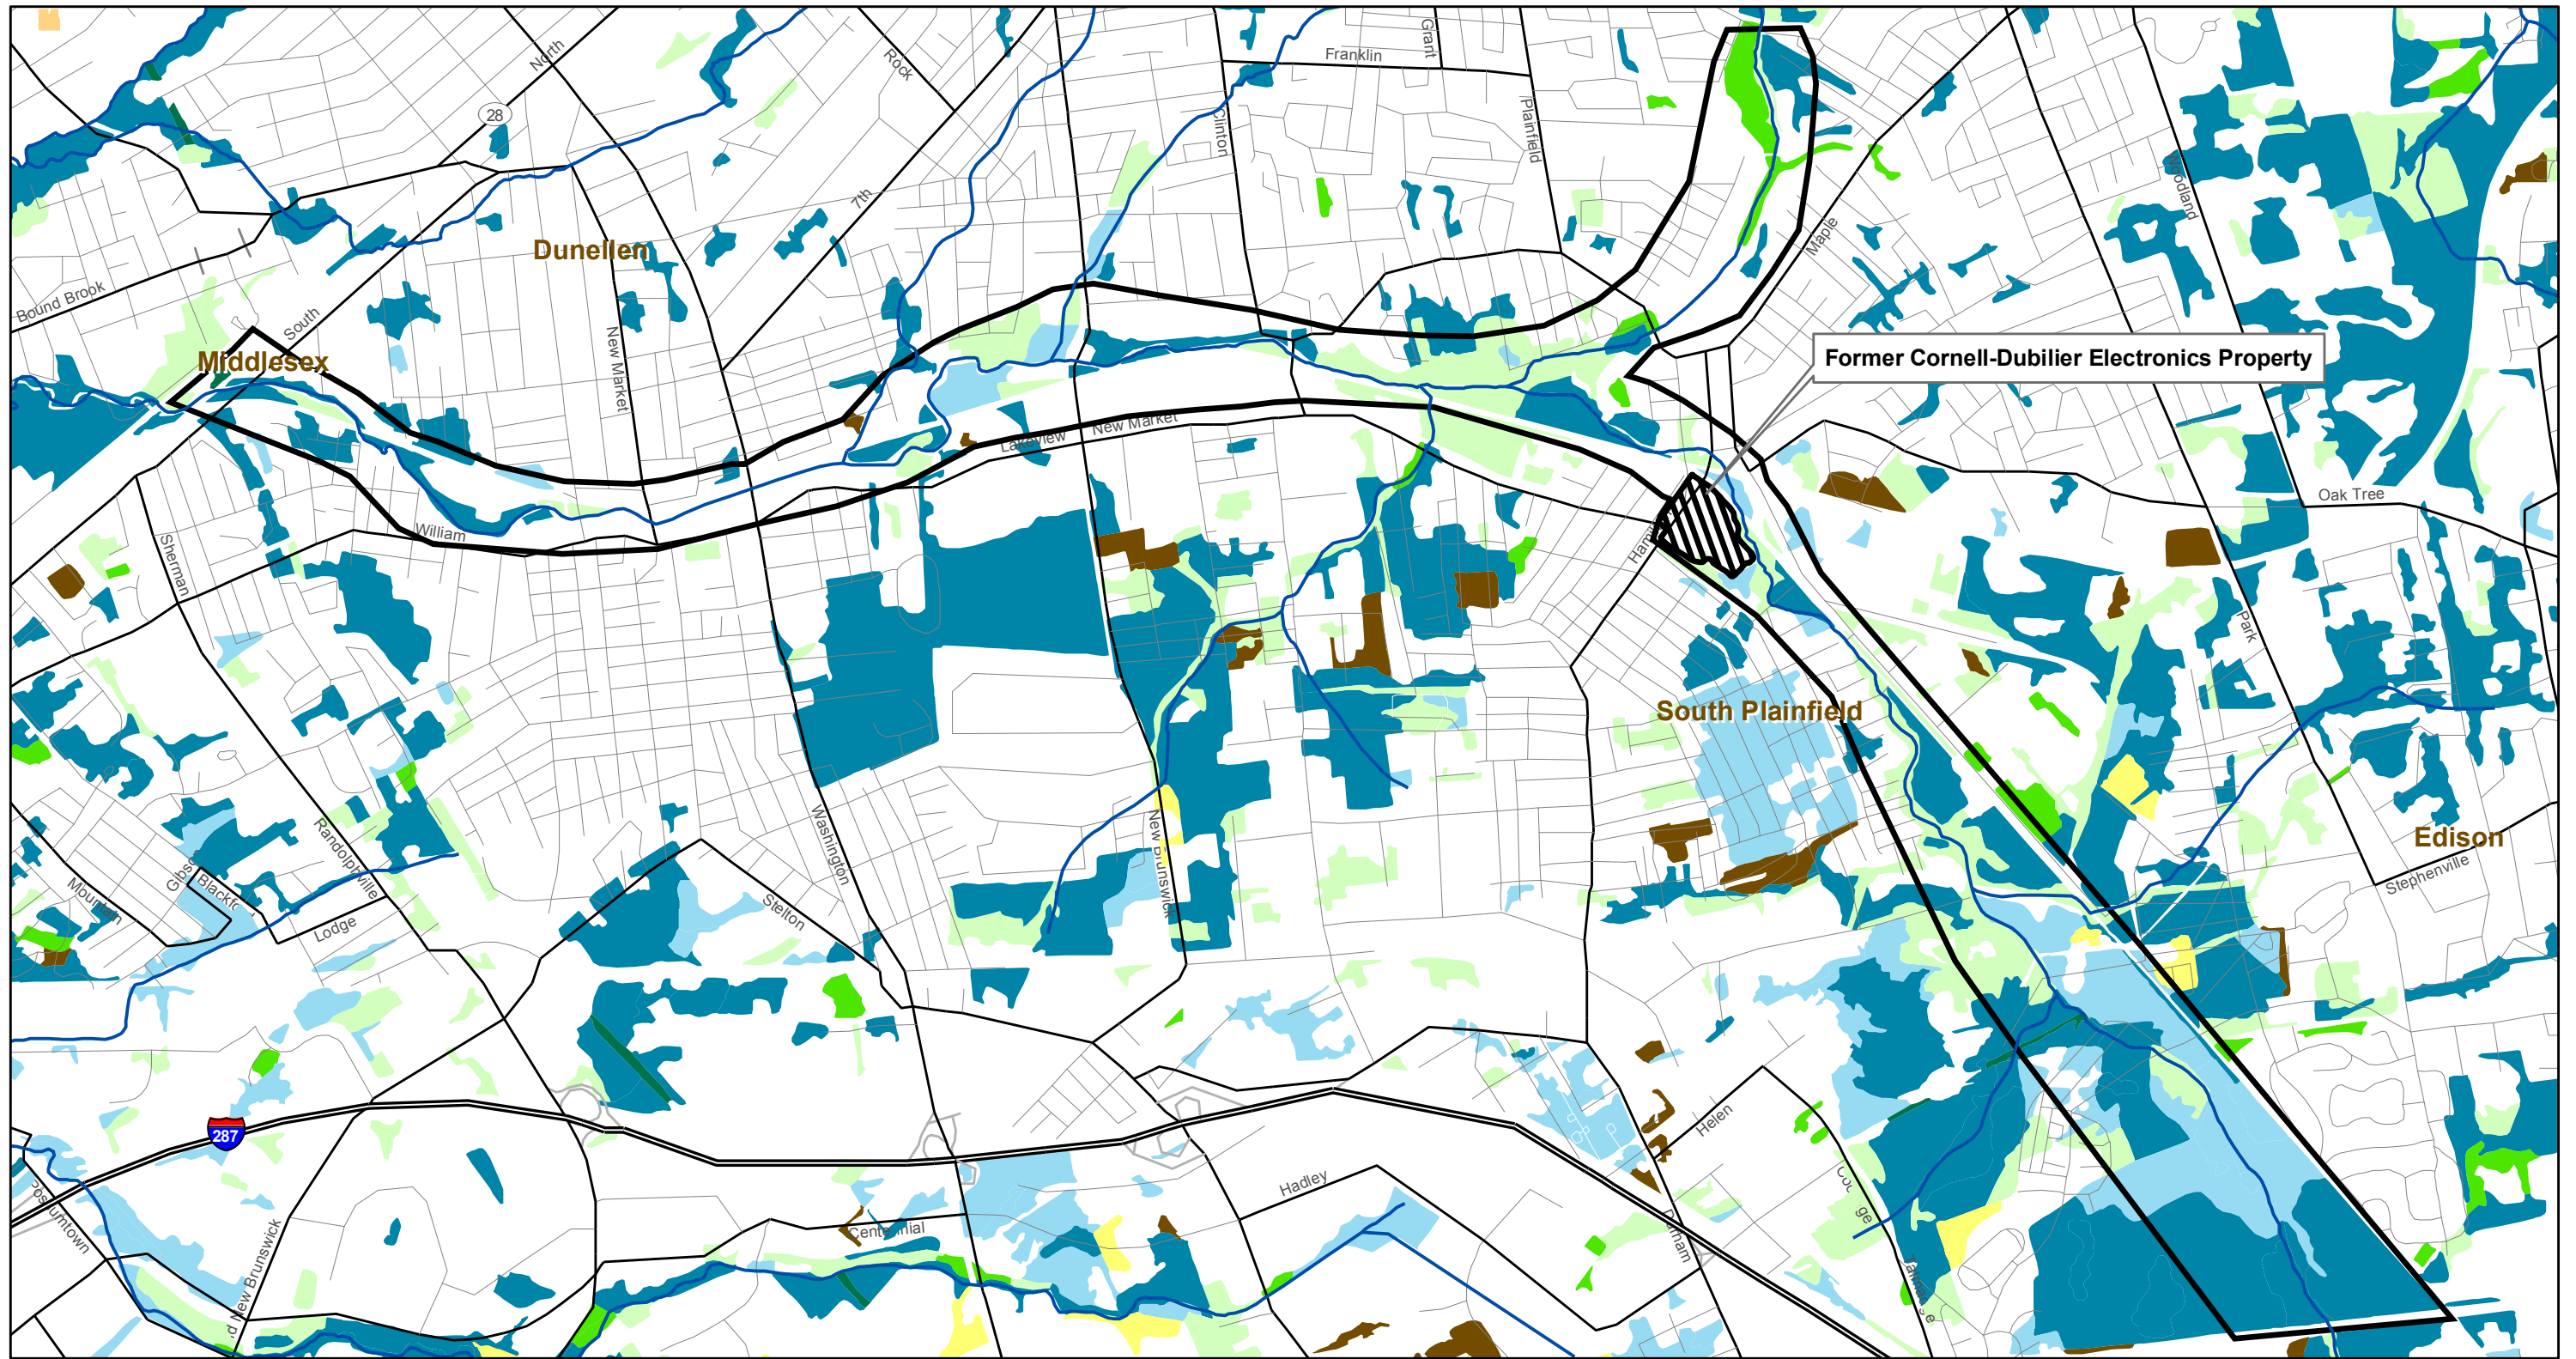 North
Rock
Franklin
Grant
28
Clinton
Plainfield
Woodland
7th
Maple
Dunellen
Bound Brook
South
Middlesex
New Market
Former Cornell-Dubilier Electronics Property
Lakeview
New Market
Oak Tree
William
Sherman
Park
South Plainfield
Edison
Stephenville
Randolphville
Washington
New Brunswick
Mountain
Lodge
Stelton
287
Helen
Hadley
Centennial
New Brunswick